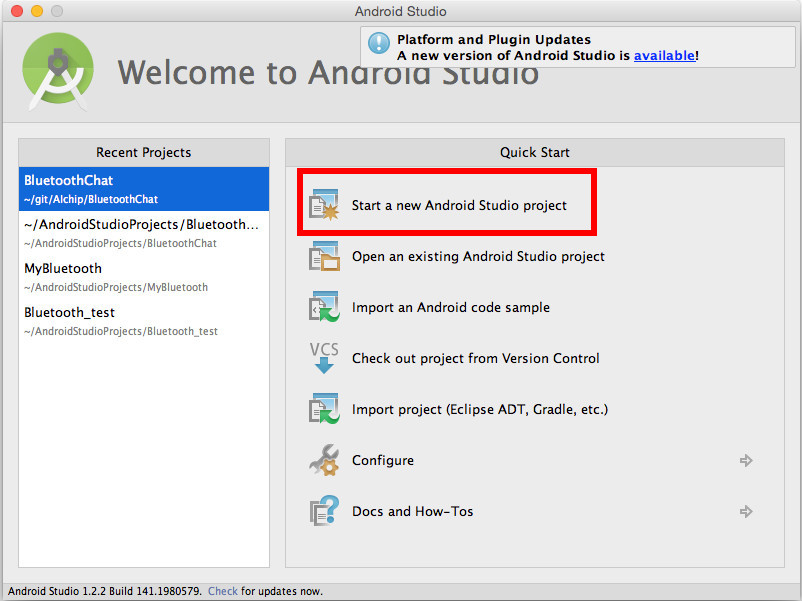 Android Studio
Platform and Plugin Updates
A new version of Android Studio is available!
Welcome to Android Studio
Recent Projects
BluetoothChat
~/git/AIchip/BluetoothChat
~/AndroidStudioProjects/Bluetooth...
~/AndroidStudioProjects/BluetoothChat
MyBluetooth
~/AndroidStudioProjects/MyBluetooth
Bluetooth_test
~/AndroidStudioProjects/Bluetooth_test
Quick Start
Start a new Android Studio project
Open an existing Android Studio project
Import an Android code sample
VCS
Check out project from Version Control
Import project (Eclipse ADT, Gradle, etc.)
Configure
Docs and How-Tos
Android Studio 1.2.2 Build 141.1980579. Check for updates now.